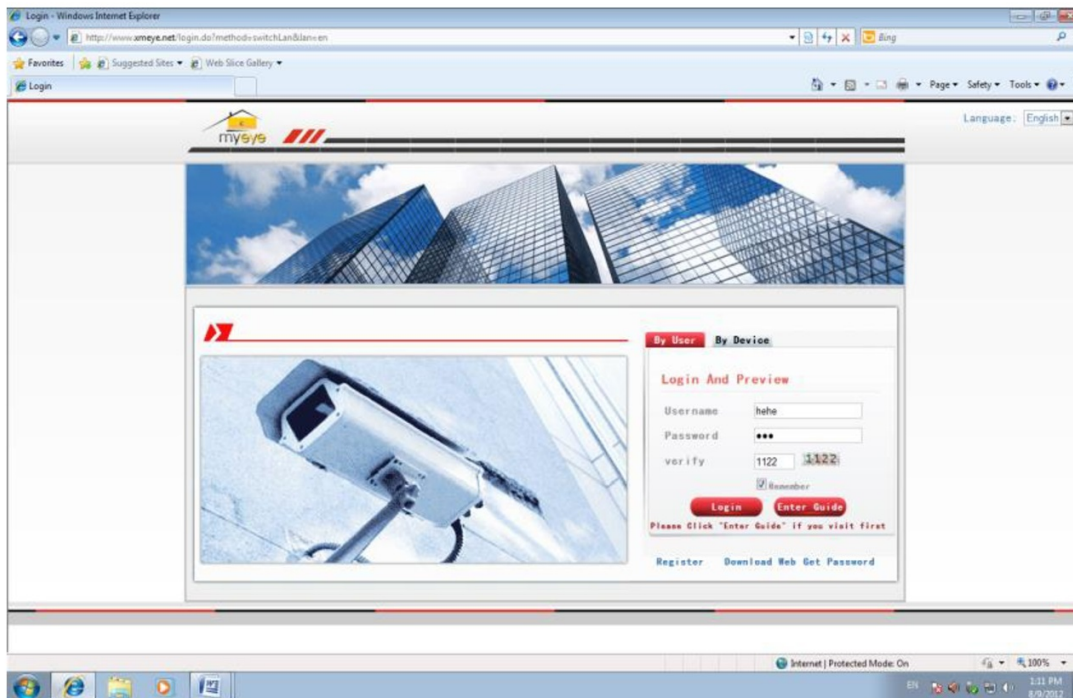 Login - Windows Internet Explorer
http://www.xmeye.net/login.do?method=switchLan&lan=en
Bing
Favorites Suggested Sites Web Slice Gallery
Login
Page Safety Tools
Language: English
myeye
By User By Device
Login And Preview
Username hehe
Password
verify 1122 1122
Remember
Login Enter Guide
Please Click "Enter Guide" if you visit first
Register Download Web Get Password
Internet | Protected Mode: On 100%
EN 1:11 PM
8/9/2012